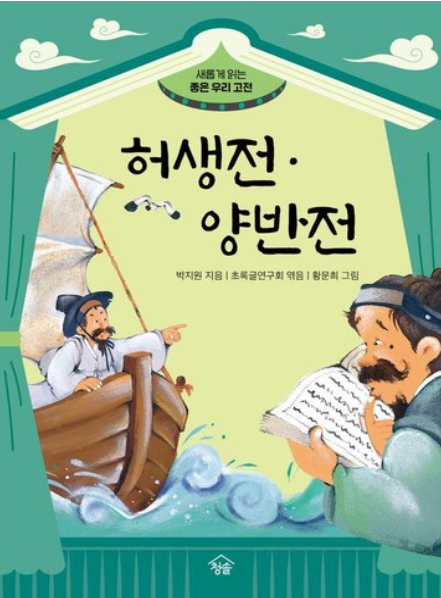 새롭게 읽는
좋은 우리 고전
허생전·
양반전
박지원 지음 | 초록글연구회 엮음 | 황문희 그림
청솔